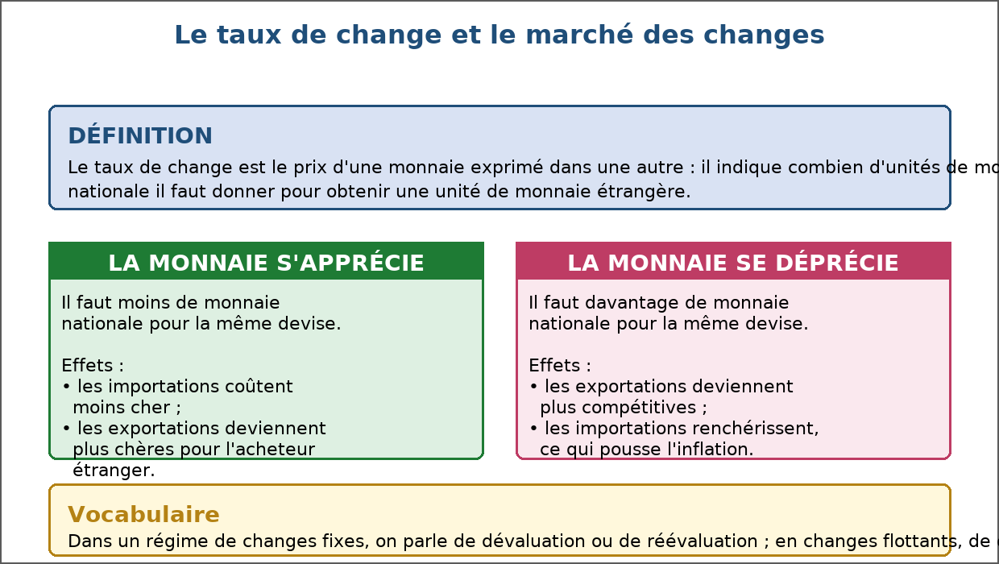 Le taux de change et le marché des changes
DÉFINITION
Le taux de change est le prix d'une monnaie exprimé dans une autre : il indique combien d'unités de
nationale il faut donner pour obtenir une unité de monnaie étrangère.
LA MONNAIE S'APPRÉCIE
Il faut moins de monnaie
nationale pour la même devise.
Effets :
• les importations coûtent
moins cher ;
• les exportations deviennent
plus chères pour l'acheteur
étranger.
LA MONNAIE SE DÉPRÉCIE
Il faut davantage de monnaie
nationale pour la même devise.
Effets :
• les exportations deviennent
plus compétitives ;
• les importations renchérissent,
ce qui pousse l'inflation.
Vocabulaire
Dans un régime de changes fixes, on parle de dévaluation ou de réévaluation ; en changes flottants, de